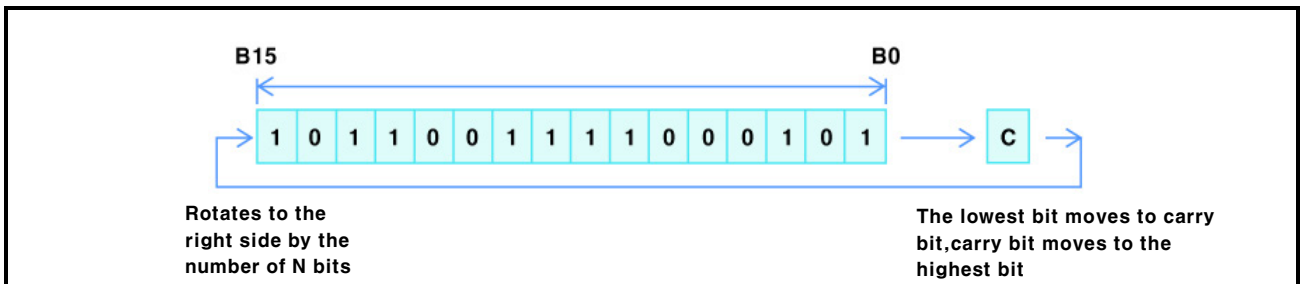 B15 B0
1 0 1 1 0 0 1 1 1 1 0 0 0 1 0 1 C
Rotates to the
right side by the
number of N bits
The lowest bit moves to carry
bit,carry bit moves to the
highest bit